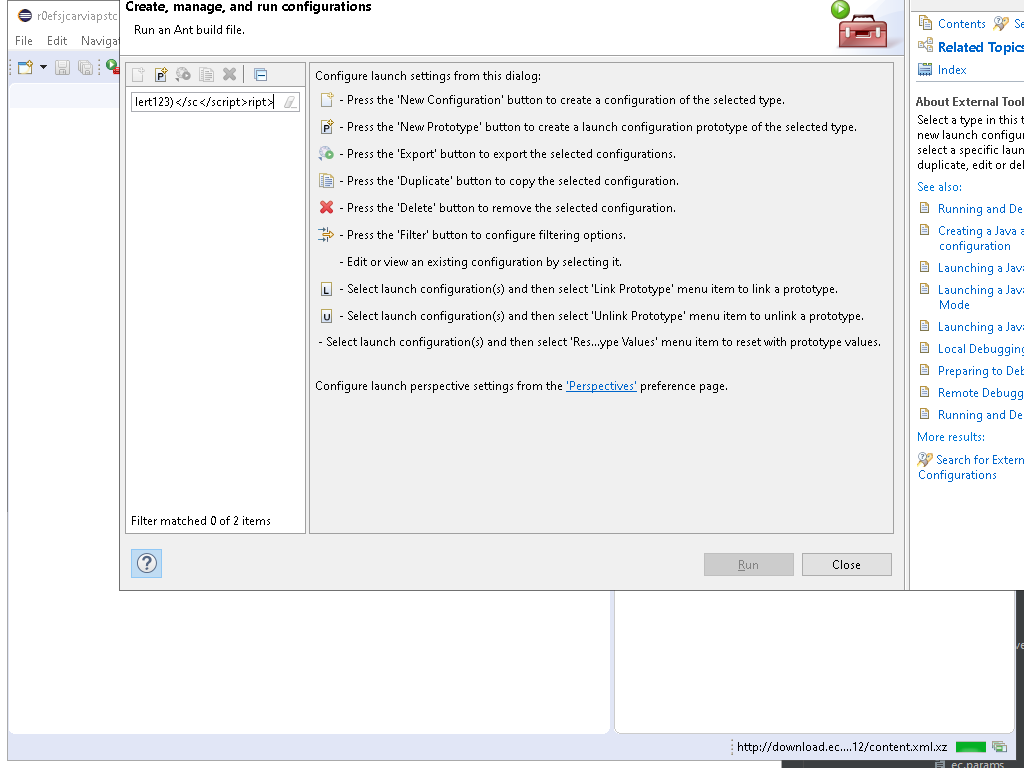 Create, manage, and run configurations
Run an Ant build file.
r0efsjcarviapstc
File Edit Naviga
lert123)</sc</script>ript>
Filter matched 0 of 2 items
Configure launch settings from this dialog:
- Press the 'New Configuration' button to create a configuration of the selected type.
- Press the 'New Prototype' button to create a launch configuration prototype of the selected type.
- Press the 'Export' button to export the selected configurations.
- Press the 'Duplicate' button to copy the selected configuration.
- Press the 'Delete' button to remove the selected configuration.
- Press the 'Filter' button to configure filtering options.
- Edit or view an existing configuration by selecting it.
L - Select launch configuration(s) and then select 'Link Prototype' menu item to link a prototype.
U - Select launch configuration(s) and then select 'Unlink Prototype' menu item to unlink a prototype.
- Select launch configuration(s) and then select 'Res...ype Values' menu item to reset with prototype values.
Configure launch perspective settings from the 'Perspectives' preference page.
Run
Close
Contents Se
Related Topics
Index
About External Tool
Select a type in this t
new launch configur
select a specific laun
duplicate, edit or del
See also:
Running and De
Creating a Java a
configuration
Launching a Java
Launching a Java
Mode
Launching a Java
Local Debugging
Preparing to Deb
Remote Debugg
Running and De
More results:
Search for Extern
Configurations
http://download.ec....12/content.xml.xz
ec.params